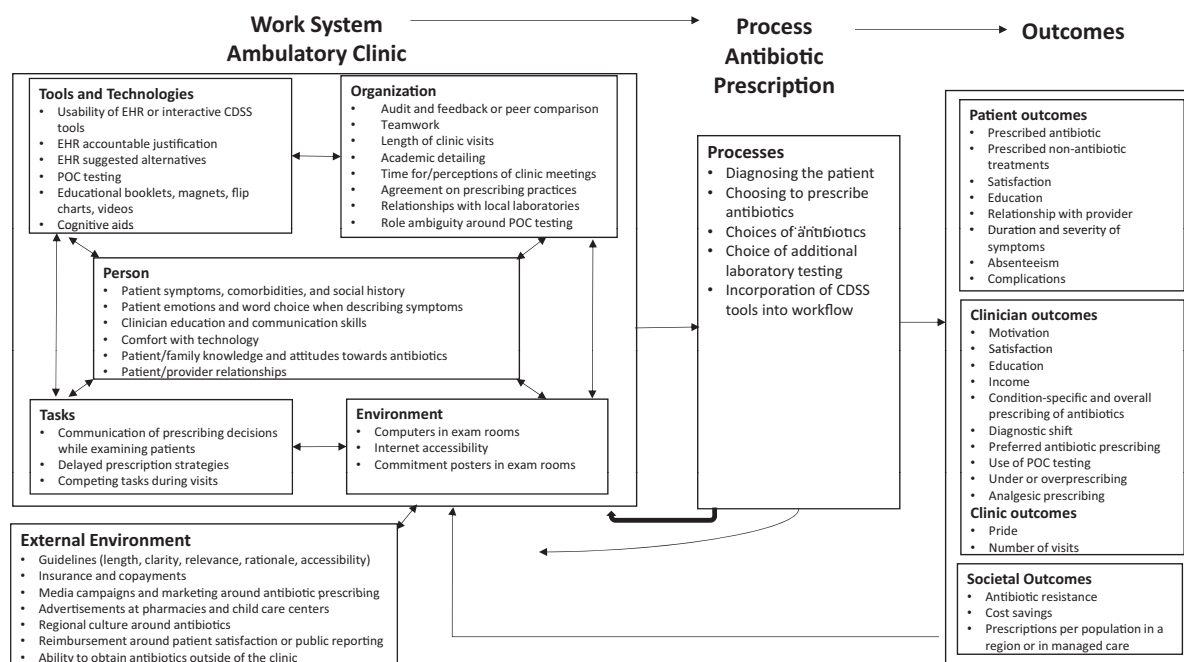 Work System
Ambulatory Clinic
Process
Antibiotic
Prescription
Outcomes
Tools and Technologies
• Usability of EHR or interactive CDSS
tools
• EHR accountable justification
• EHR suggested alternatives
• POC testing
• Educational booklets, magnets, flip
charts, videos
• Cognitive aids
Organization
• Audit and feedback or peer comparison
• Teamwork
• Length of clinic visits
• Academic detailing
• Time for/perceptions of clinic meetings
• Agreement on prescribing practices
• Relationships with local laboratories
• Role ambiguity around POC testing
Person
• Patient symptoms, comorbidities, and social history
• Patient emotions and word choice when describing symptoms
• Clinician education and communication skills
• Comfort with technology
• Patient/family knowledge and attitudes towards antibiotics
• Patient/provider relationships
Tasks
• Communication of prescribing decisions
while examining patients
• Delayed prescription strategies
• Competing tasks during visits
Environment
• Computers in exam rooms
• Internet accessibility
• Commitment posters in exam rooms
External Environment
• Guidelines (length, clarity, relevance, rationale, accessibility)
• Insurance and copayments
• Media campaigns and marketing around antibiotic prescribing
• Advertisements at pharmacies and child care centers
• Regional culture around antibiotics
• Reimbursement around patient satisfaction or public reporting
• Ability to obtain antibiotics outside of the clinic
Processes
• Diagnosing the patient
• Choosing to prescribe
antibiotics
• Choices of antibiotics
• Choice of additional
laboratory testing
• Incorporation of CDSS
tools into workflow
Patient outcomes
• Prescribed antibiotic
• Prescribed non-antibiotic
treatments
• Satisfaction
• Education
• Relationship with provider
• Duration and severity of
symptoms
• Absenteeism
• Complications
Clinician outcomes
• Motivation
• Satisfaction
• Education
• Income
• Condition-specific and overall
prescribing of antibiotics
• Diagnostic shift
• Preferred antibiotic prescribing
• Use of POC testing
• Under or overprescribing
• Analgesic prescribing
Clinic outcomes
• Pride
• Number of visits
Societal Outcomes
• Antibiotic resistance
• Cost savings
• Prescriptions per population in a
region or in managed care